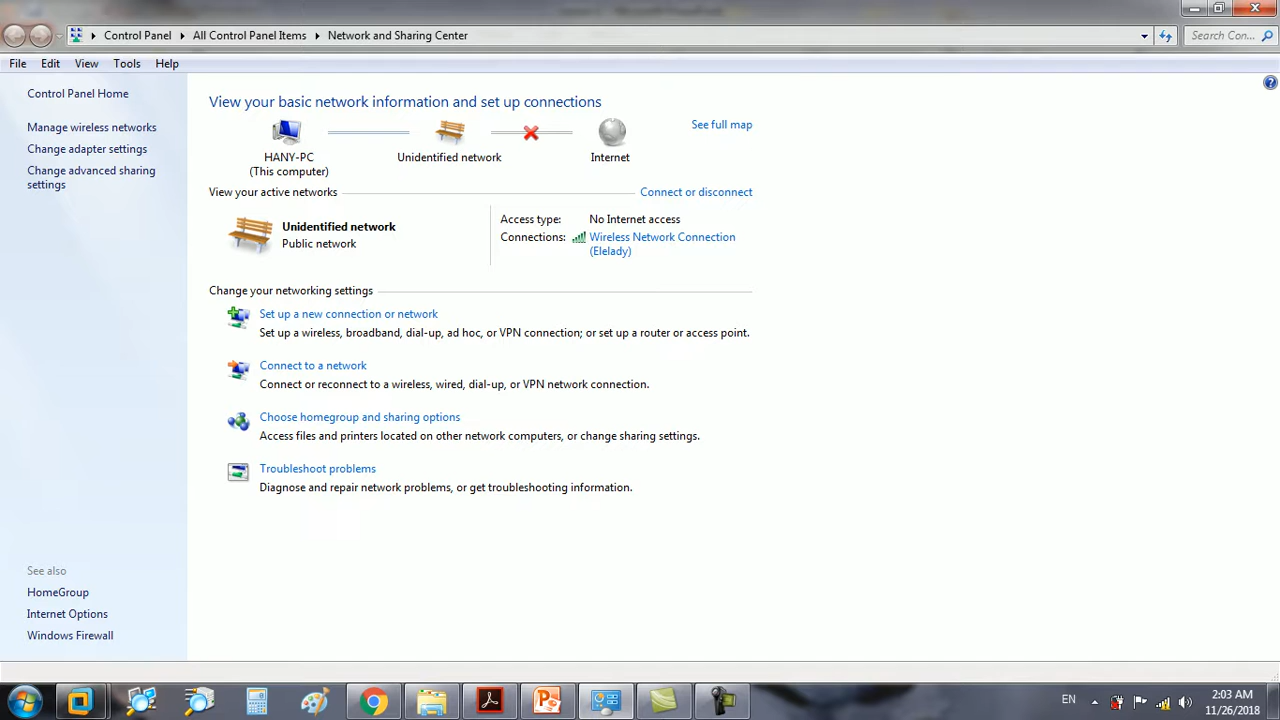 Control Panel
All Control Panel Items
Network and Sharing Center
Search Con...
File Edit View Tools Help
Control Panel Home
Manage wireless networks
Change adapter settings
Change advanced sharing
settings
View your basic network information and set up connections
See full map
HANY-PC
(This computer)
Unidentified network
Internet
View your active networks
Connect or disconnect
Unidentified network
Public network
Access type: No Internet access
Connections: Wireless Network Connection
(Elelady)
Change your networking settings
Set up a new connection or network
Set up a wireless, broadband, dial-up, ad hoc, or VPN connection; or set up a router or access point.
Connect to a network
Connect or reconnect to a wireless, wired, dial-up, or VPN network connection.
Choose homegroup and sharing options
Access files and printers located on other network computers, or change sharing settings.
Troubleshoot problems
Diagnose and repair network problems, or get troubleshooting information.
See also
HomeGroup
Internet Options
Windows Firewall
EN
2:03 AM
11/26/2018